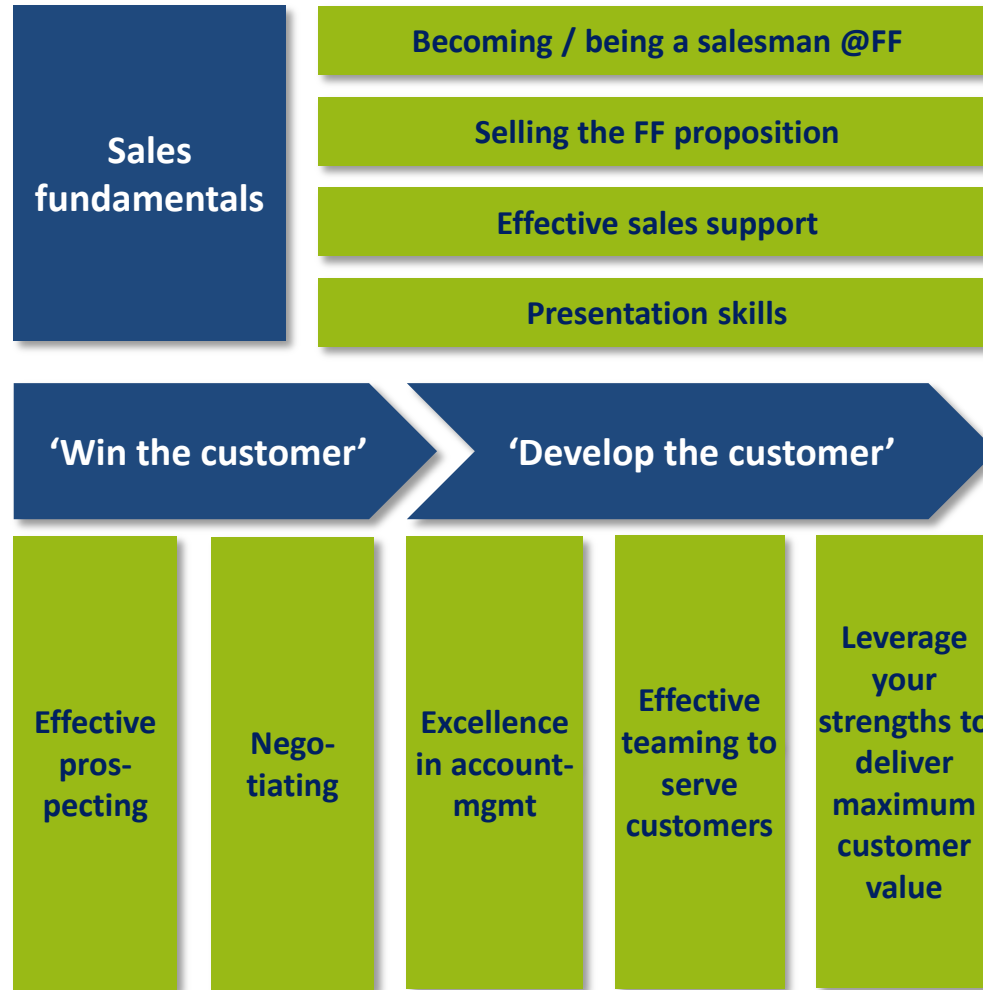 Sales
fundamentals
Becoming / being a salesman @FF
Selling the FF proposition
Effective sales support
Presentation skills
‘Win the customer’
‘Develop the customer’
Effective
pros-
pecting
Nego-
tiating
Excellence
in account-
mgmt
Effective
teaming to
serve
customers
Leverage
your
strengths to
deliver
maximum
customer
value